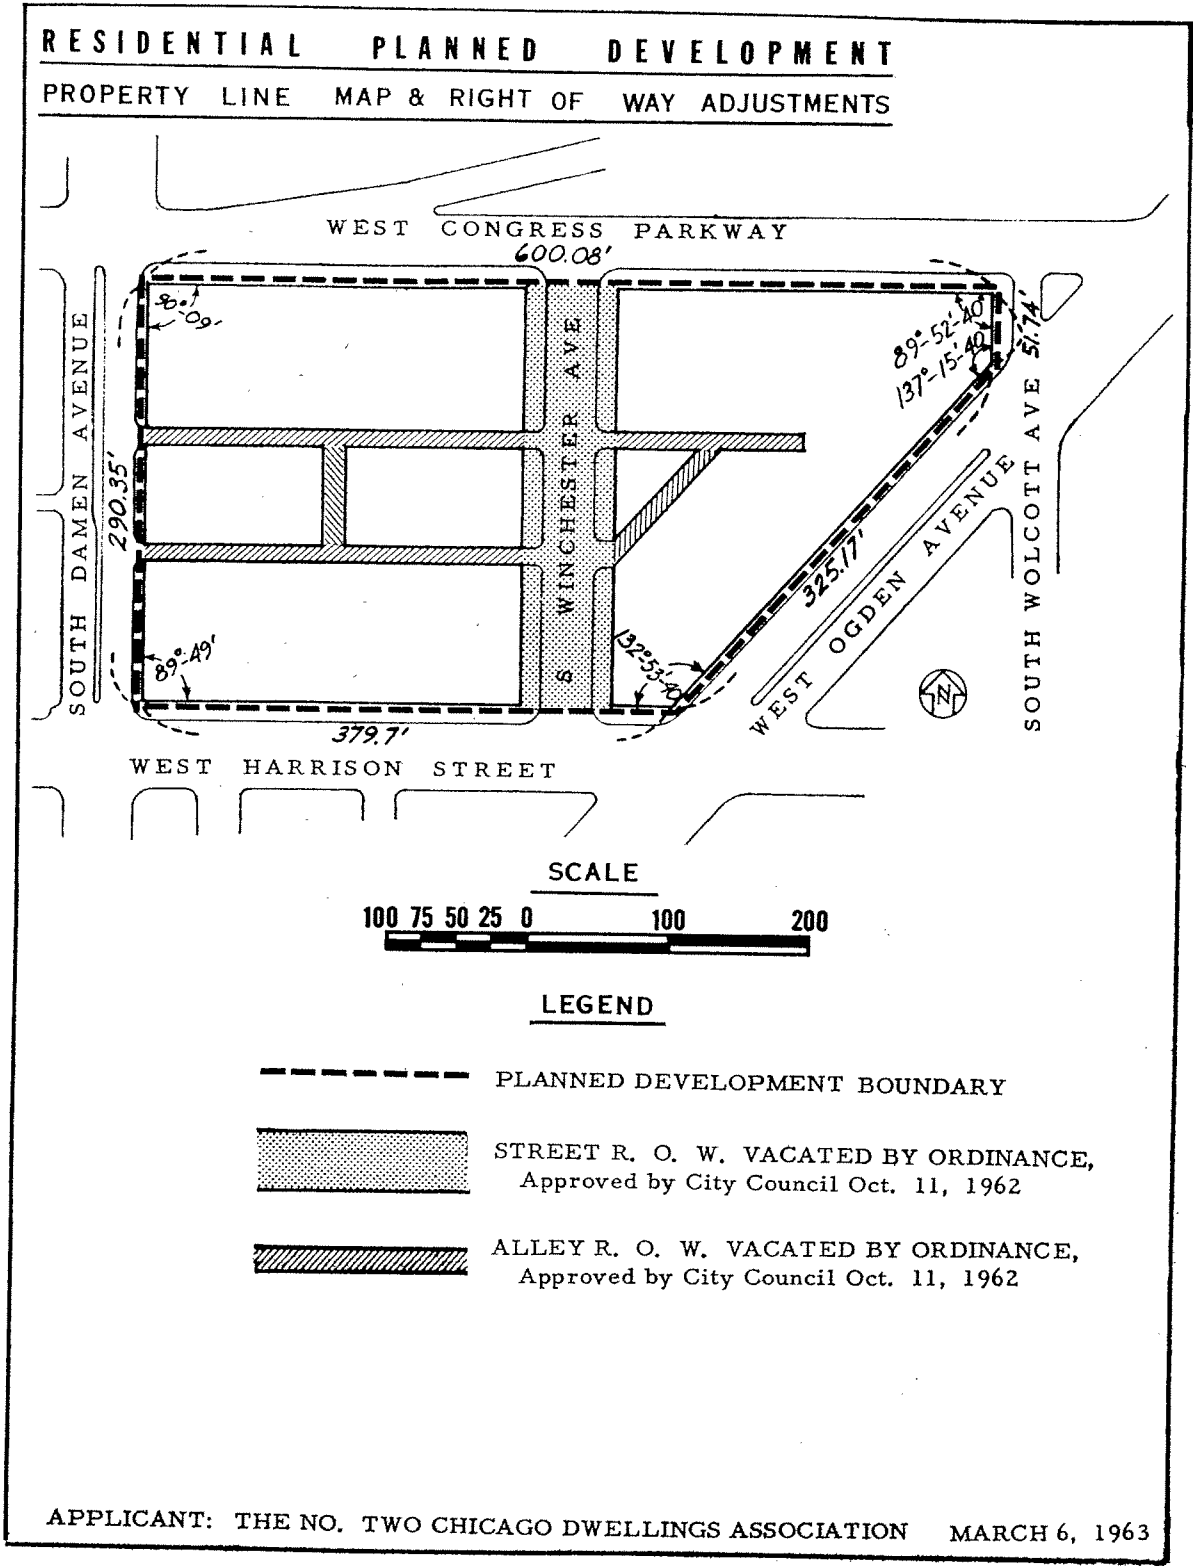 RESIDENTIAL PLANNED DEVELOPMENT
PROPERTY LINE MAP & RIGHT OF WAY ADJUSTMENTS
WEST CONGRESS PARKWAY
600.08'
90°-09'
89°-52'-40"
137°-15'-40"
51.74'
SOUTH DAMEN AVENUE
290.35'
S WINCHESTER AVE
SOUTH WOLCOTT AVE
WEST OGDEN AVENUE
325.17'
89°-49'
132°-53'-40"
N
379.7'
WEST HARRISON STREET
SCALE
100 75 50 25 0 100 200
LEGEND
PLANNED DEVELOPMENT BOUNDARY
STREET R. O. W. VACATED BY ORDINANCE,
Approved by City Council Oct. 11, 1962
ALLEY R. O. W. VACATED BY ORDINANCE,
Approved by City Council Oct. 11, 1962
APPLICANT: THE NO. TWO CHICAGO DWELLINGS ASSOCIATION MARCH 6, 1963